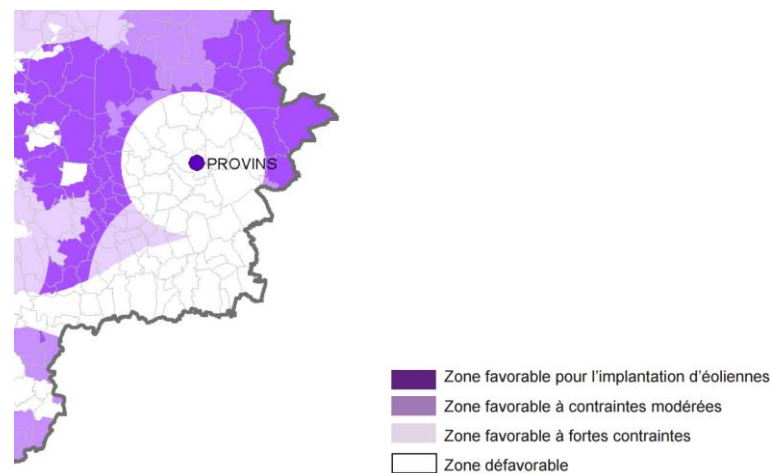 PROVINS
Zone favorable pour l'implantation d'éoliennes
Zone favorable à contraintes modérées
Zone favorable à fortes contraintes
Zone défavorable